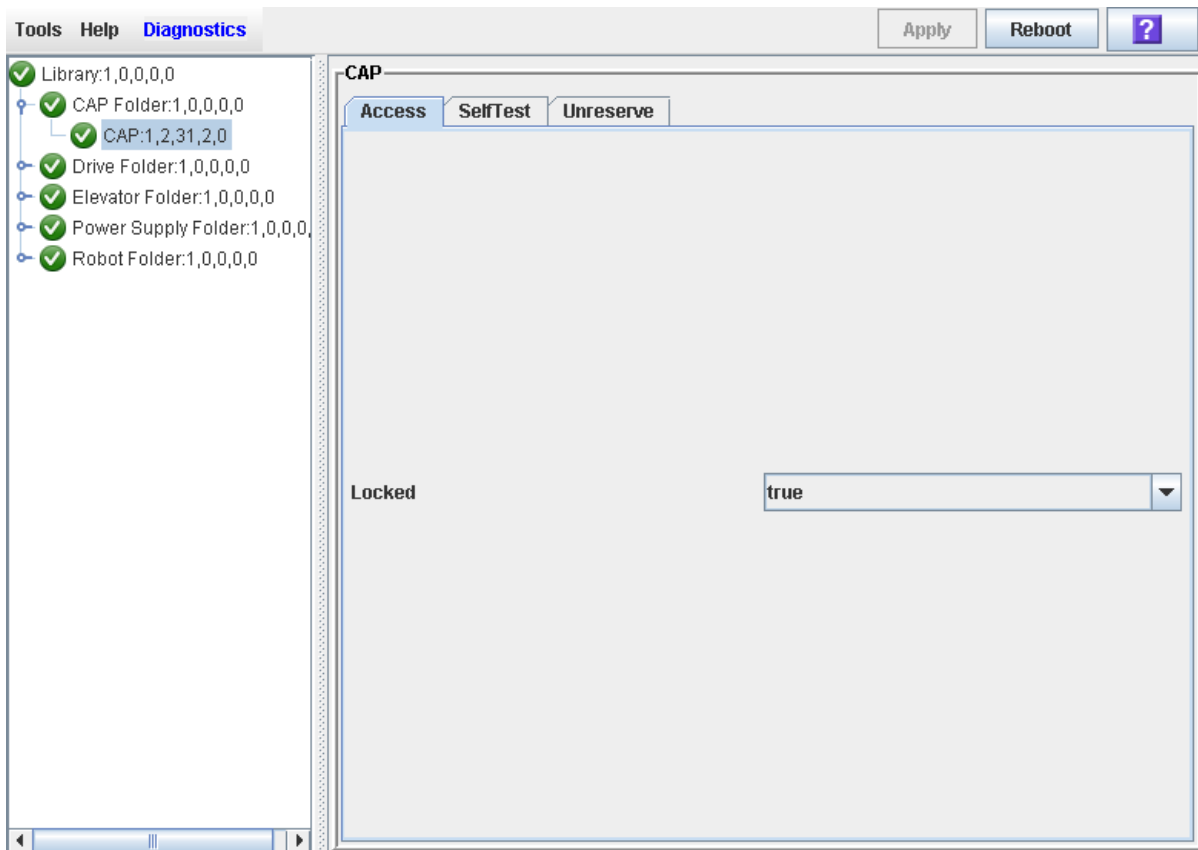 Tools Help Diagnostics Apply Reboot ?
Library:1,0,0,0,0
CAP Folder:1,0,0,0,0
CAP:1,2,31,2,0
Drive Folder:1,0,0,0,0
Elevator Folder:1,0,0,0,0
Power Supply Folder:1,0,0,0,
Robot Folder:1,0,0,0,0
CAP
Access SelfTest Unreserve
Locked true